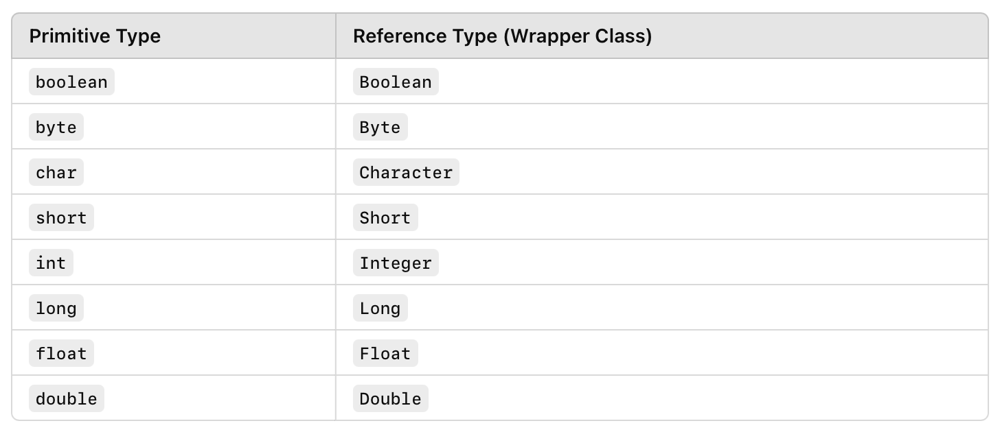 Primitive Type Reference Type (Wrapper Class)
boolean Boolean
byte Byte
char Character
short Short
int Integer
long Long
float Float
double Double